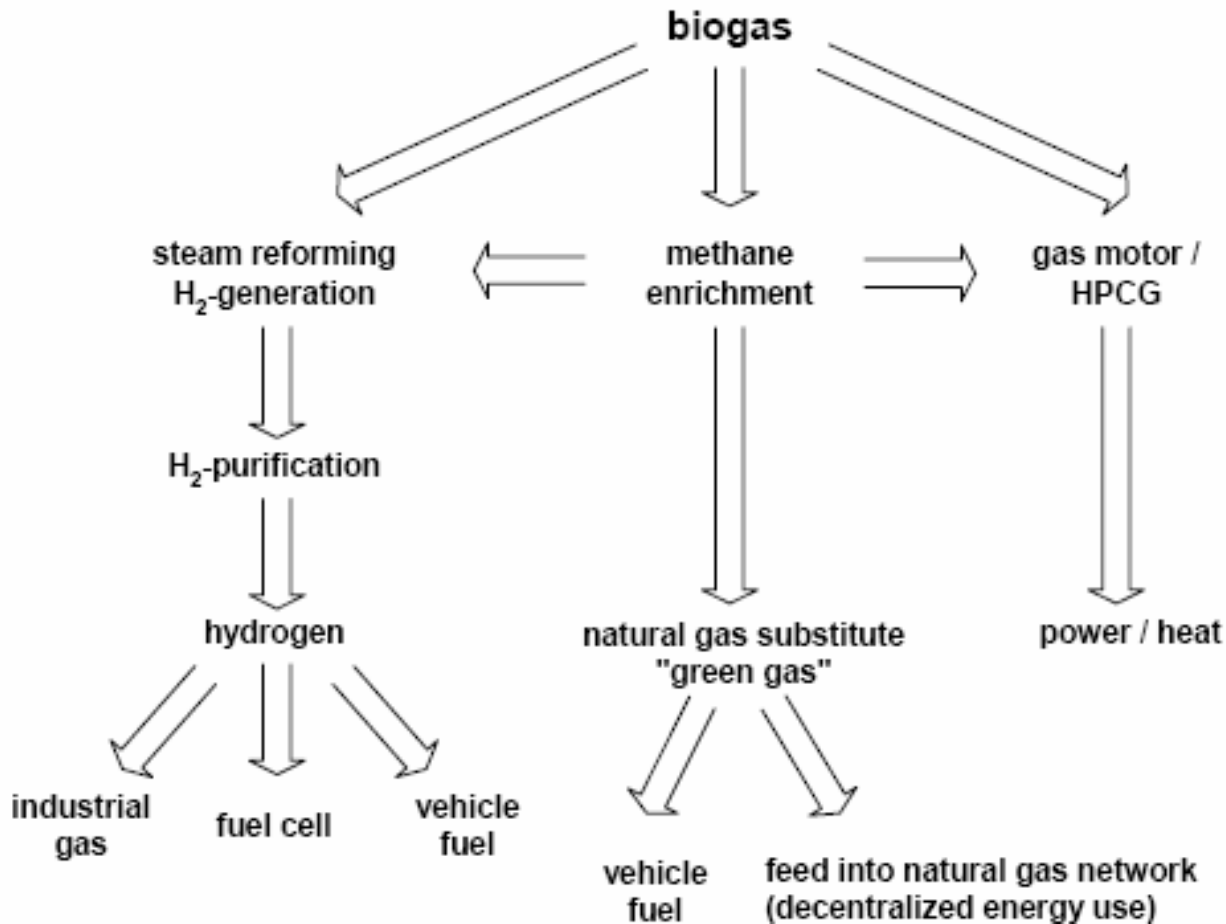 biogas
steam reforming
H₂-generation
methane
enrichment
gas motor /
HPCG
H₂-purification
hydrogen
natural gas substitute
"green gas"
power / heat
industrial
gas
fuel cell
vehicle
fuel
vehicle
fuel
feed into natural gas network
(decentralized energy use)